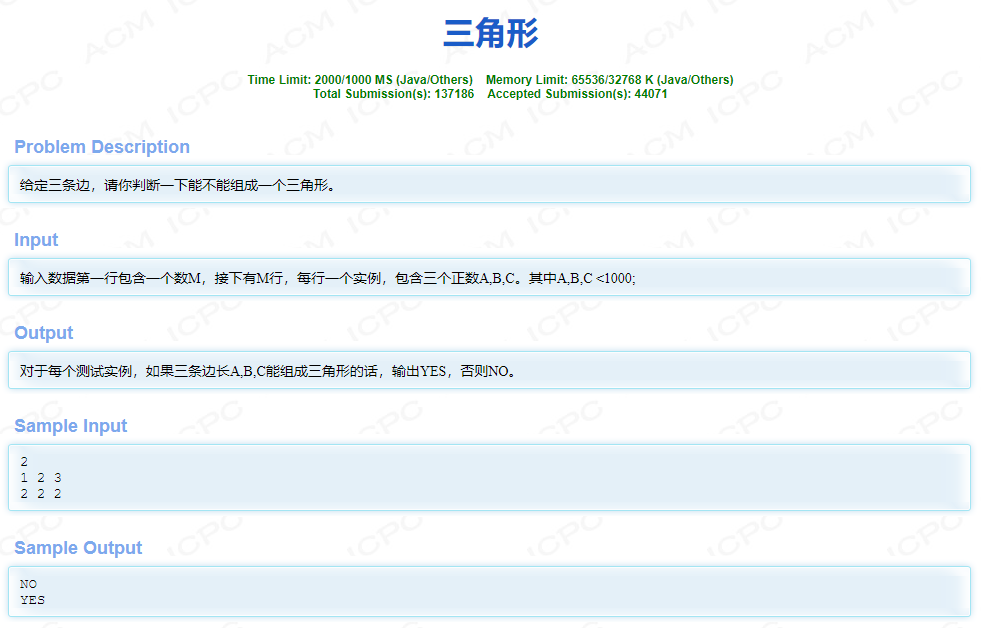 三角形
Time Limit: 2000/1000 MS (Java/Others)    Memory Limit: 65536/32768 K (Java/Others)
Total Submission(s): 137186    Accepted Submission(s): 44071
Problem Description
给定三条边，请你判断一下能不能组成一个三角形。
Input
输入数据第一行包含一个数M，接下有M行，每行一个实例，包含三个正数A,B,C。其中A,B,C <1000;
Output
对于每个测试实例，如果三条边长A,B,C能组成三角形的话，输出YES，否则NO。
Sample Input
2
1 2 3
2 2 2
Sample Output
NO
YES